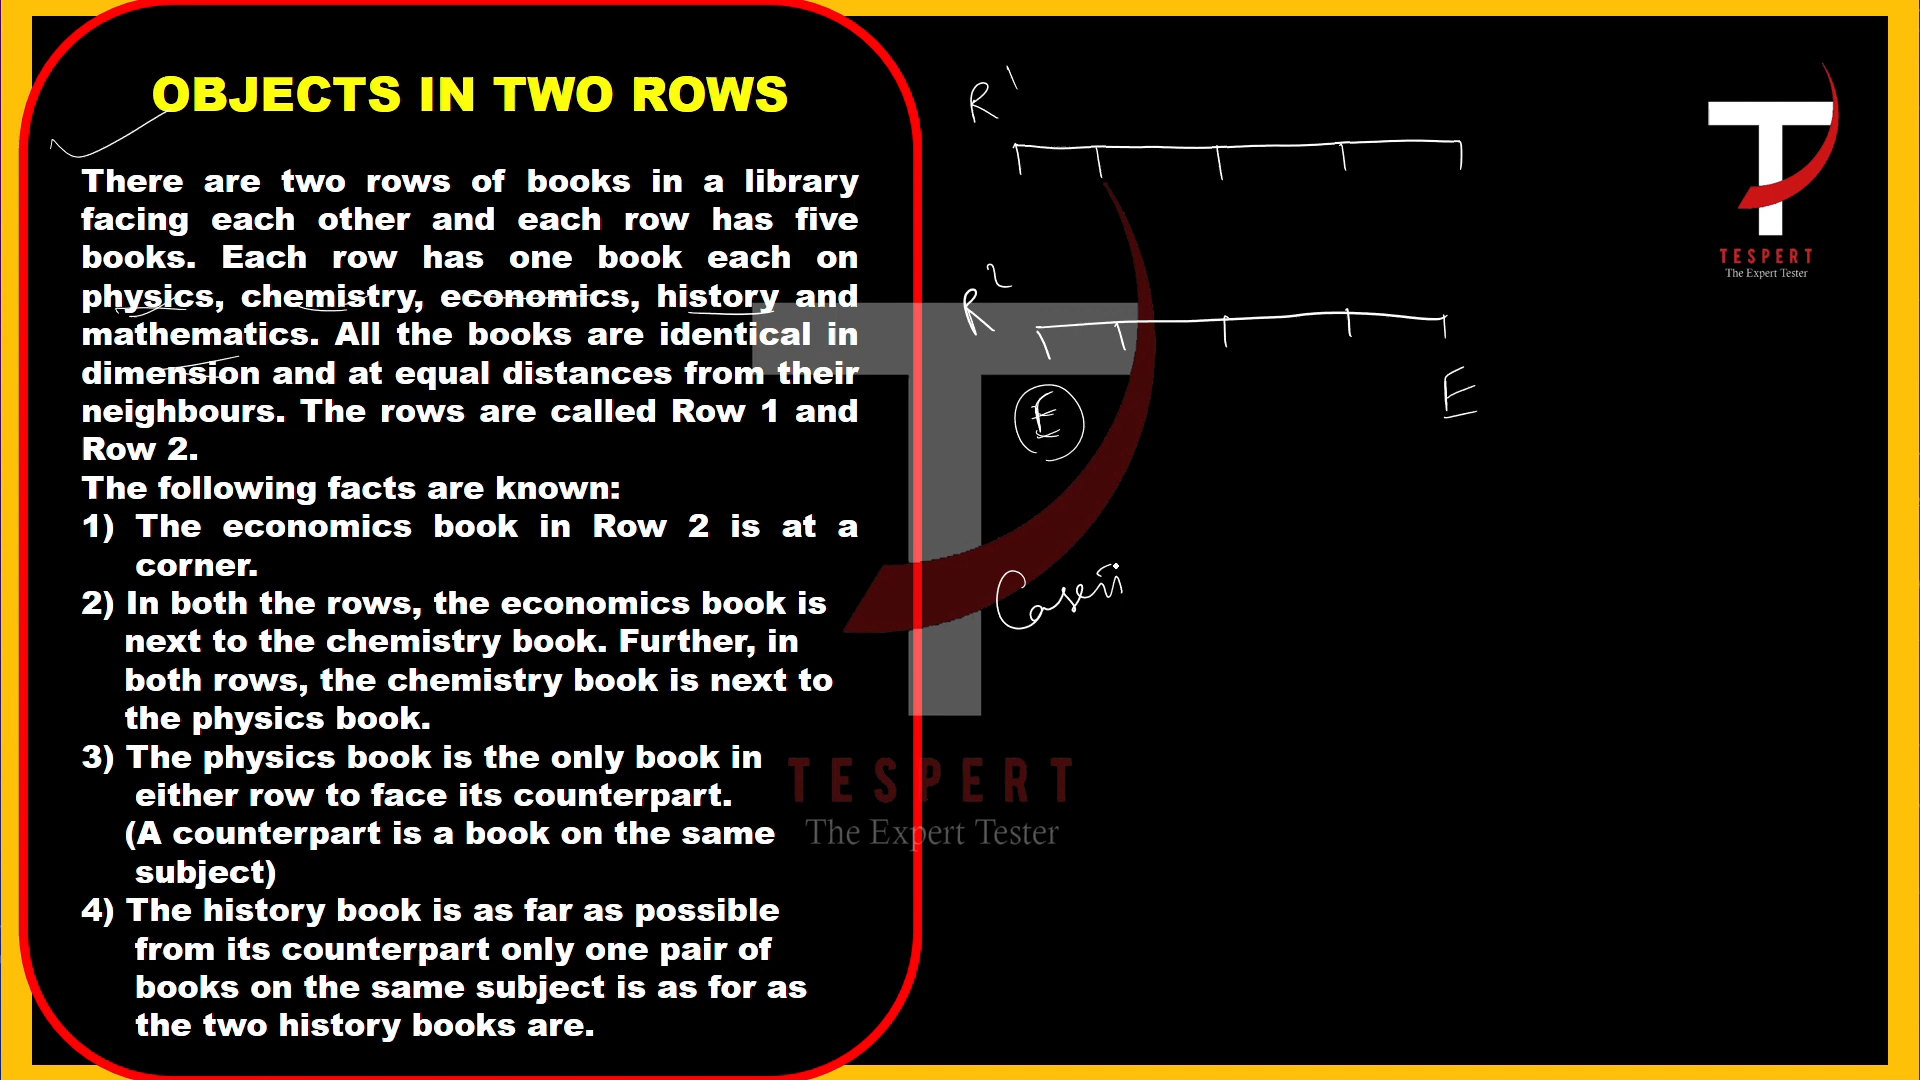 OBJECTS IN TWO ROWS
There are two rows of books in a library
facing each other and each row has five
books. Each row has one book each on
physics, chemistry, economics, history and
mathematics. All the books are identical in
dimension and at equal distances from their
neighbours. The rows are called Row 1 and
Row 2.
The following facts are known:
1) The economics book in Row 2 is at a
corner.
2) In both the rows, the economics book is
next to the chemistry book. Further, in
both rows, the chemistry book is next to
the physics book.
3) The physics book is the only book in
either row to face its counterpart.
(A counterpart is a book on the same
subject)
4) The history book is as far as possible
from its counterpart only one pair of
books on the same subject is as for as
the two history books are.
R1
R2
E
E
TESPERT
The Expert Tester
TESPERT
The Expert Tester